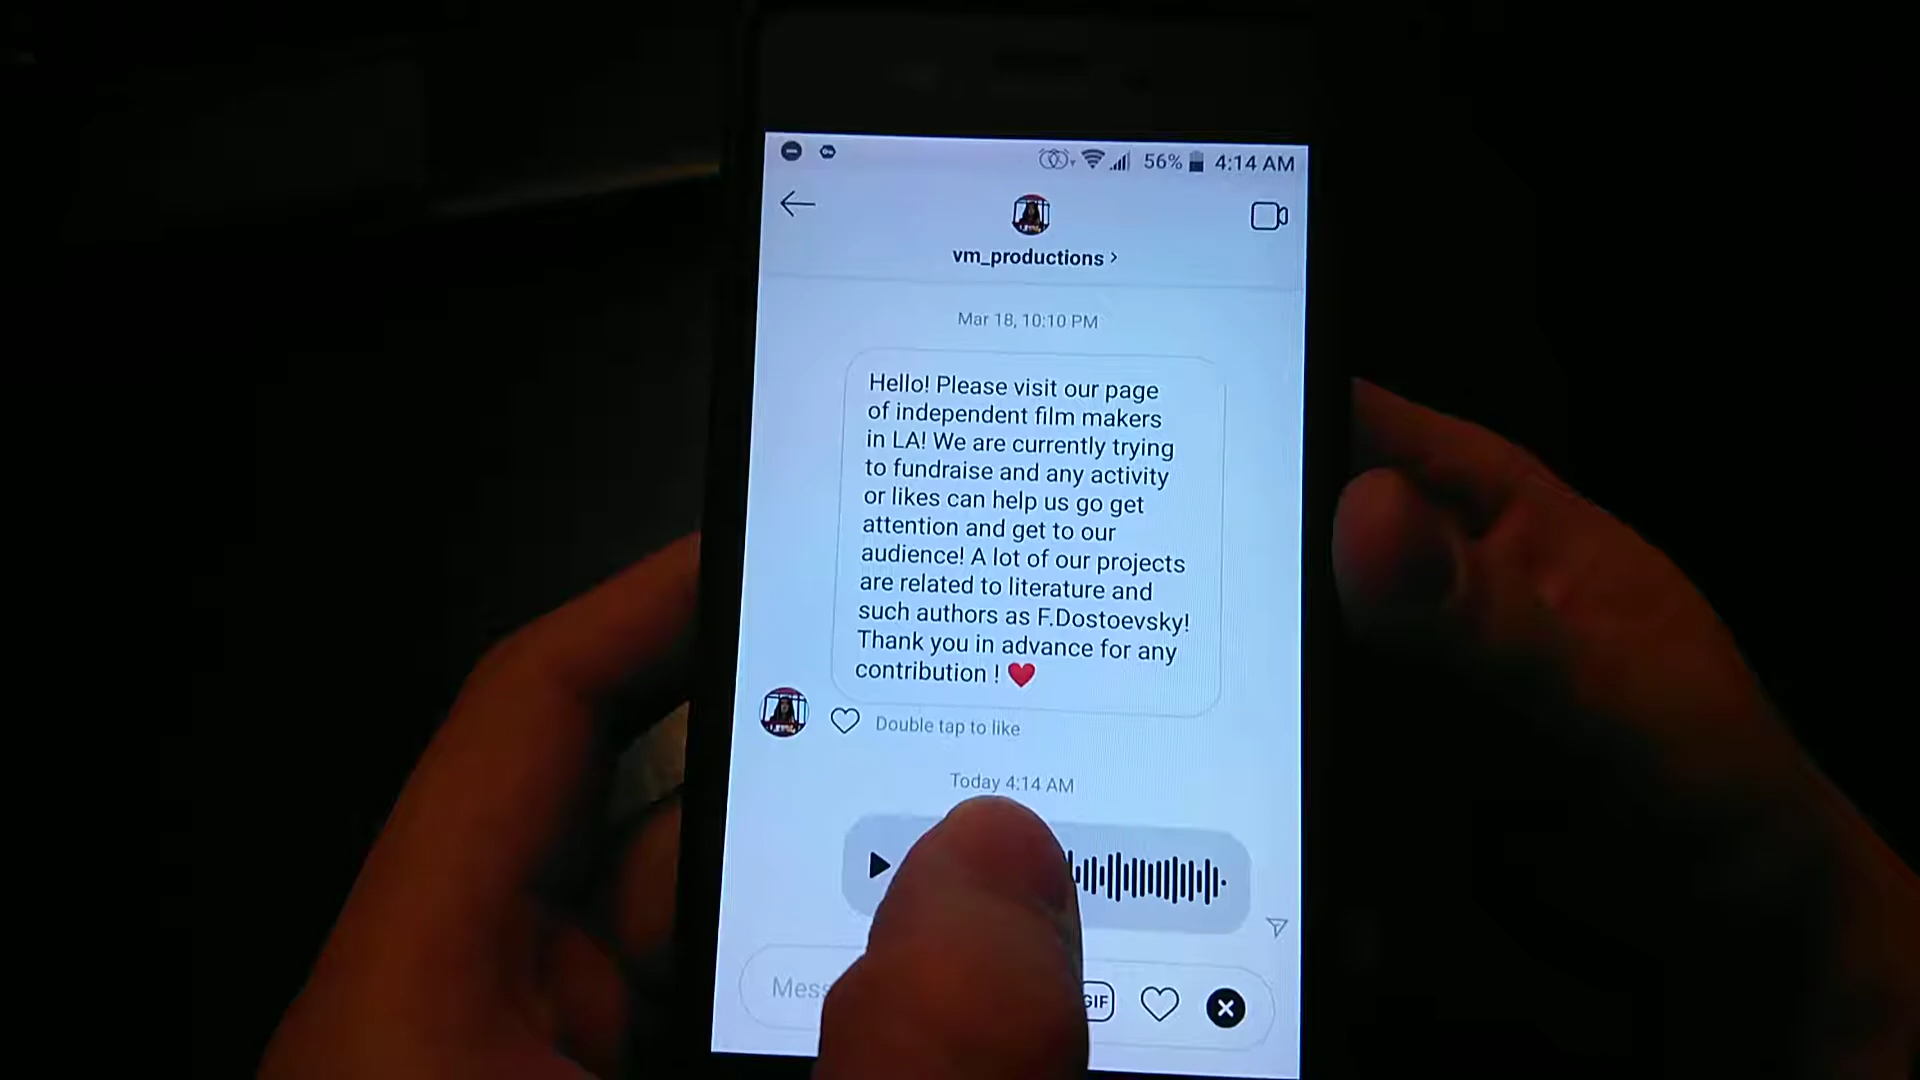 56% 4:14 AM
vm_productions >
Mar 18, 10:10 PM
Hello! Please visit our page
of independent film makers
in LA! We are currently trying
to fundraise and any activity
or likes can help us go get
attention and get to our
audience! A lot of our projects
are related to literature and
such authors as F.Dostoevsky!
Thank you in advance for any
contribution ! ❤️
Double tap to like
Today 4:14 AM
Mess
GIF